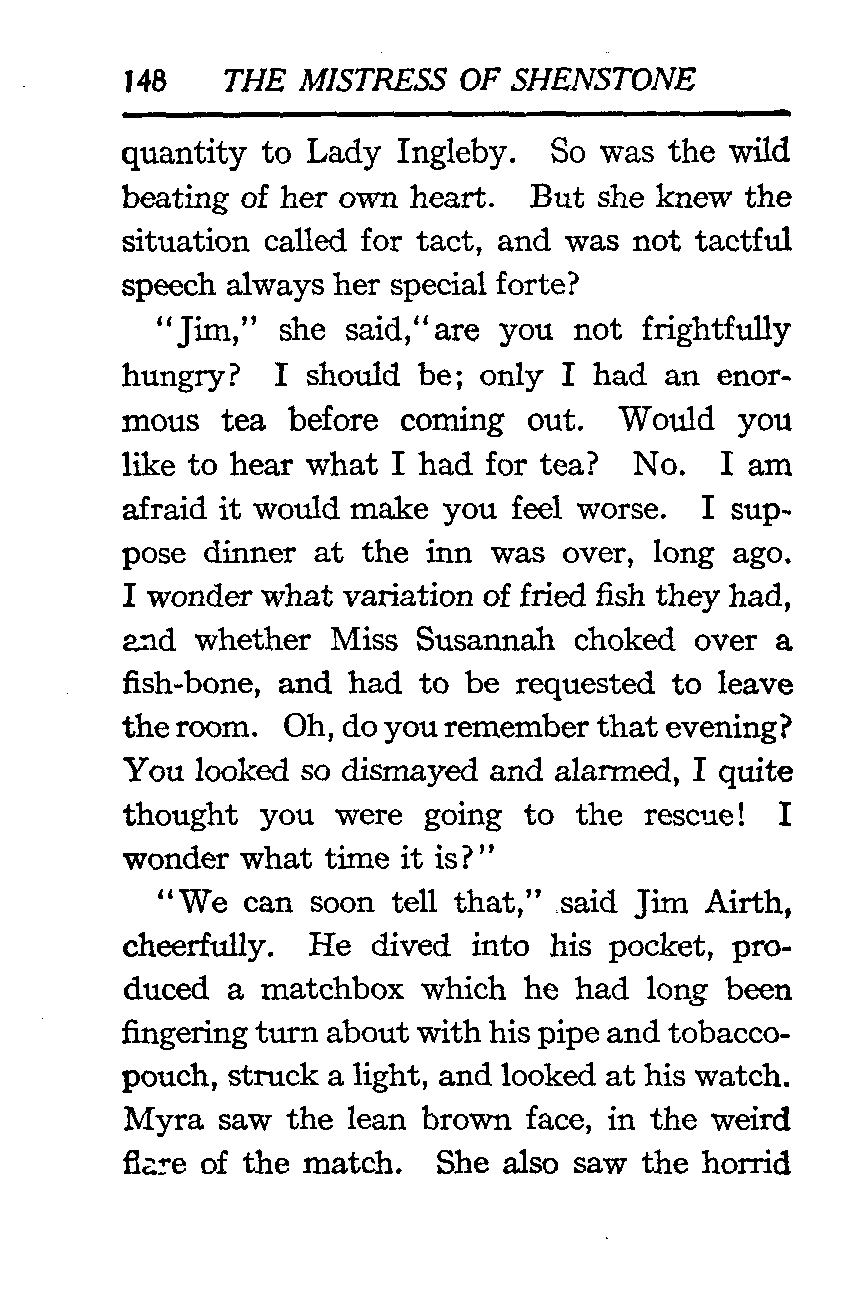 148 THE MISTRESS OF SHENSTONE
quantity to Lady Ingleby. So was the wild
beating of her own heart. But she knew the
situation called for tact, and was not tactful
speech always her special forte?
"Jim," she said,"are you not frightfully
hungry? I should be; only I had an enor-
mous tea before coming out. Would you
like to hear what I had for tea? No. I am
afraid it would make you feel worse. I sup-
pose dinner at the inn was over, long ago.
I wonder what variation of fried fish they had,
and whether Miss Susannah choked over a
fish-bone, and had to be requested to leave
the room. Oh, do you remember that evening?
You looked so dismayed and alarmed, I quite
thought you were going to the rescue! I
wonder what time it is?"
"We can soon tell that," said Jim Airth,
cheerfully. He dived into his pocket, pro-
duced a matchbox which he had long been
fingering turn about with his pipe and tobacco-
pouch, struck a light, and looked at his watch.
Myra saw the lean brown face, in the weird
flare of the match. She also saw the horrid